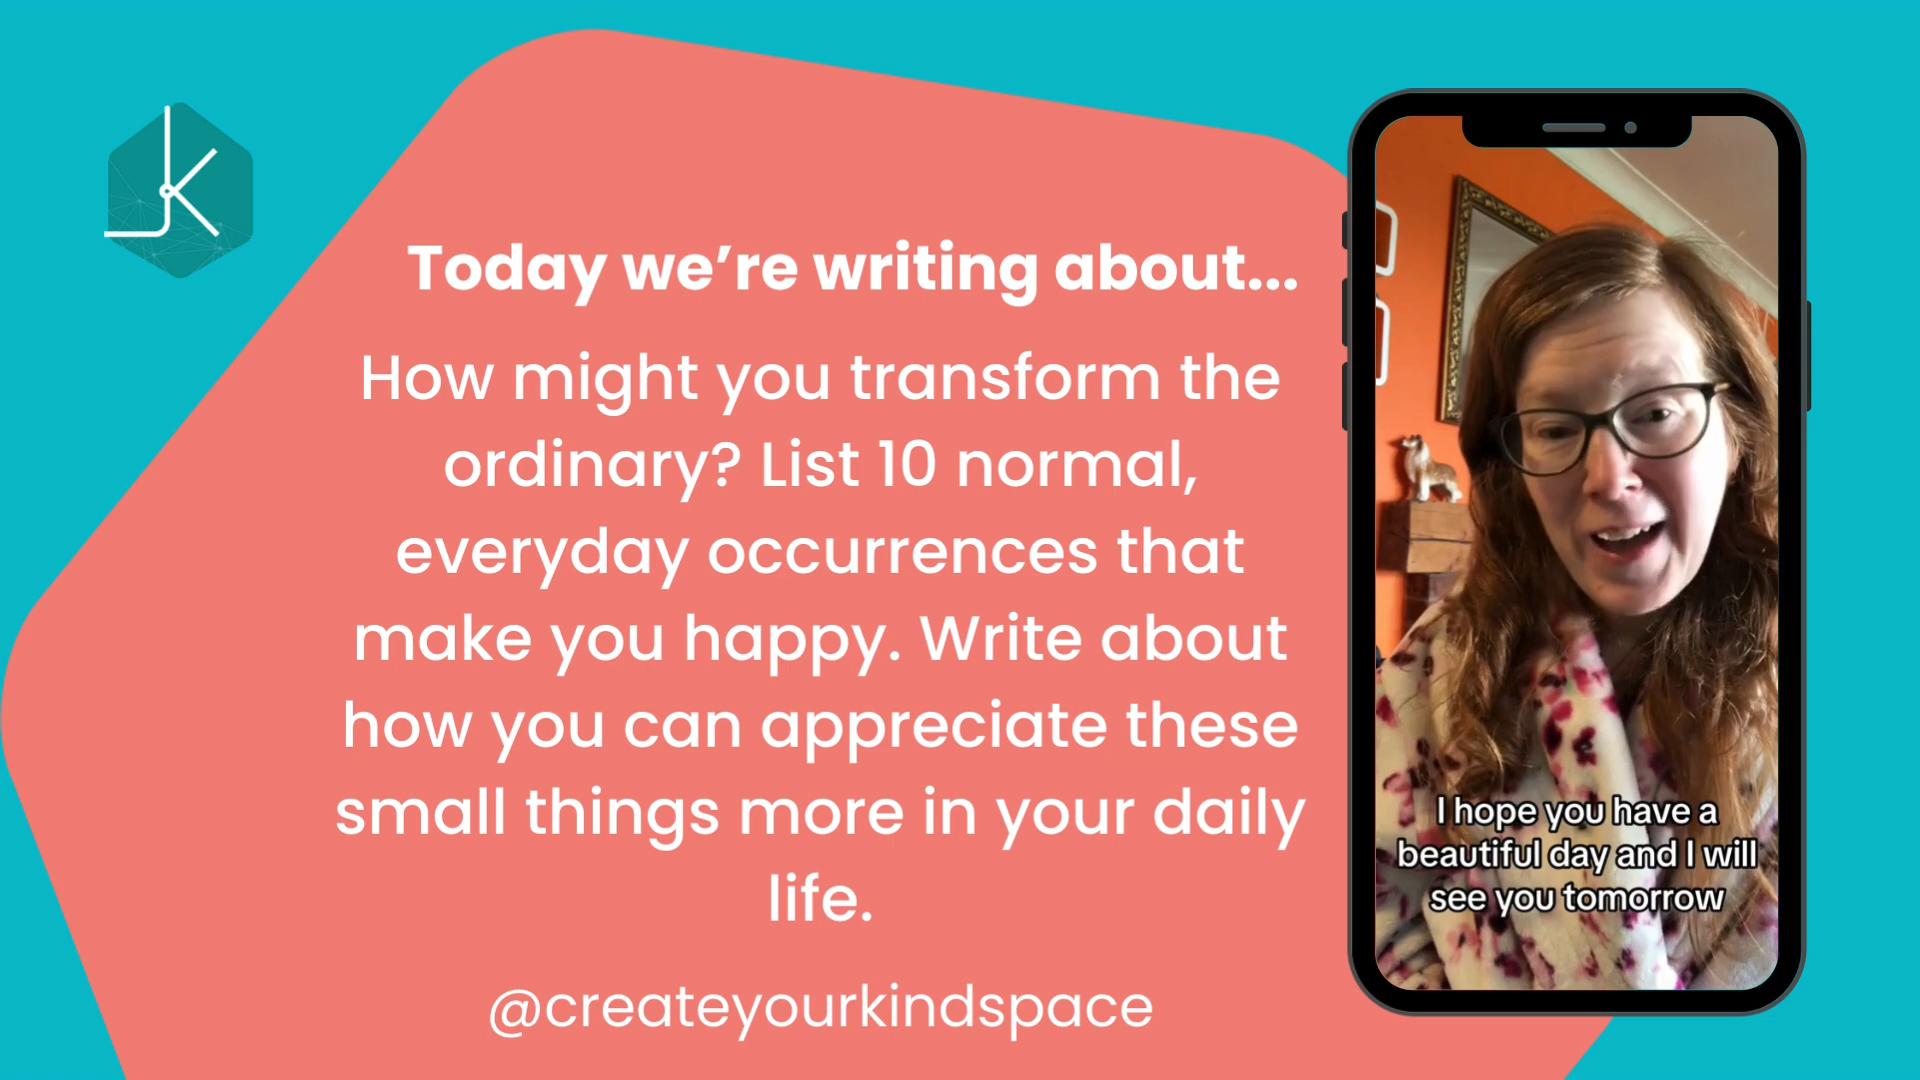 JK
Today we’re writing about...
How might you transform the
ordinary? List 10 normal,
everyday occurrences that
make you happy. Write about
how you can appreciate these
small things more in your daily
life.
@createyourkindspace
I hope you have a
beautiful day and I will
see you tomorrow